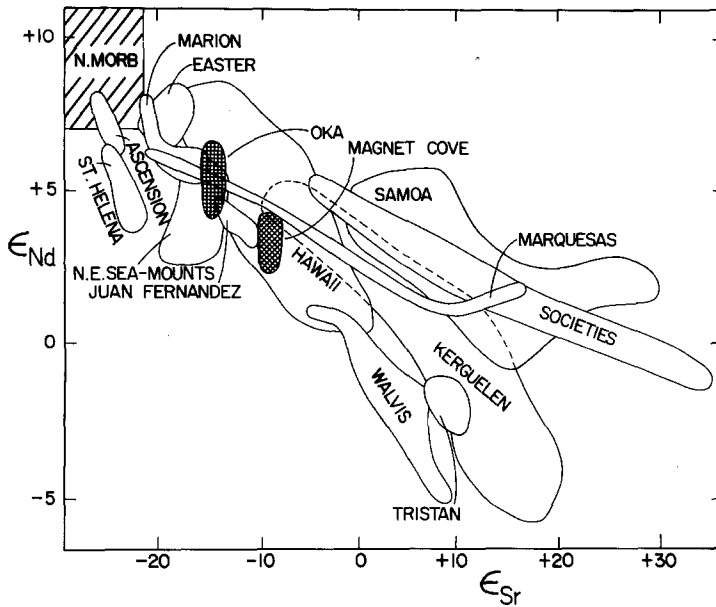 +10
N.MORB
MARION
EASTER
OKA
MAGNET COVE
ASCENSION
ST. HELENA
+5
SAMOA
εNd
MARQUESAS
N.E.SEA-MOUNTS
JUAN FERNANDEZ
HAWAII
SOCIETIES
0
WALVIS
KERGUELEN
-5
TRISTAN
-20
-10
0
+10
+20
+30
εSr